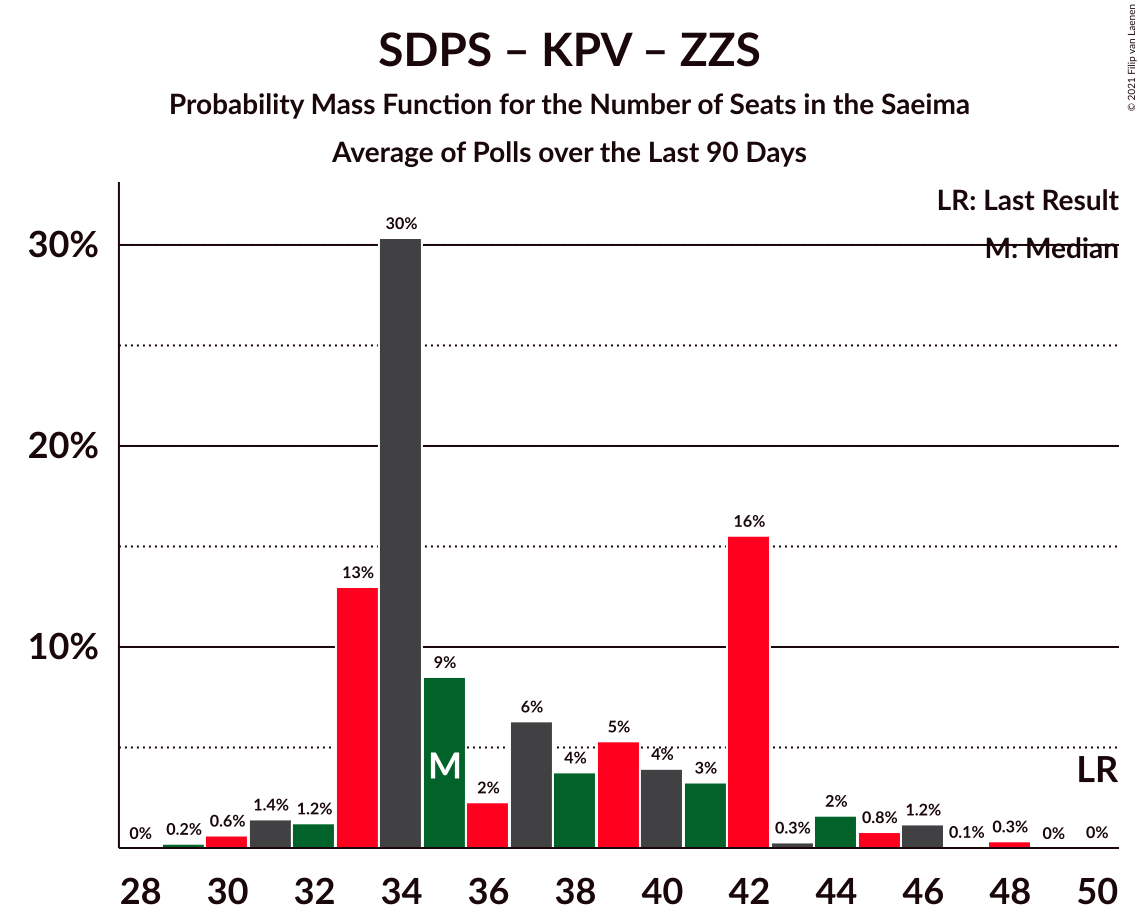 SDPS – KPV – ZZS
Probability Mass Function for the Number of Seats in the Saeima
Average of Polls over the Last 90 Days
© 2021 Filip van Laenen
LR: Last Result
M: Median
30%
20%
10%
0%
0.2%
0.6%
1.4%
1.2%
13%
30%
9%
2%
6%
4%
5%
4%
3%
16%
0.3%
2%
0.8%
1.2%
0.1%
0.3%
0%
0%
M
LR
28 30 32 34 36 38 40 42 44 46 48 50